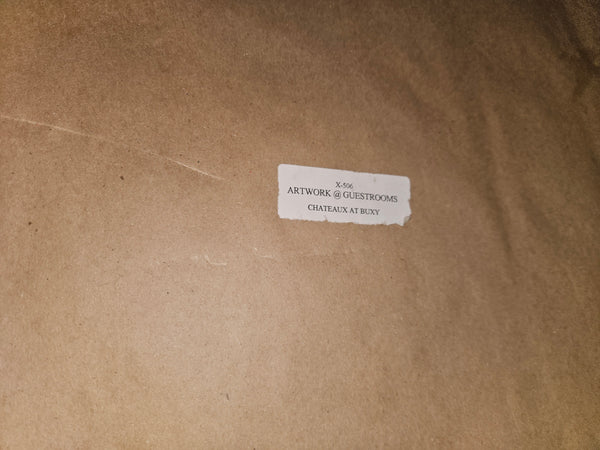 X-506
ARTWORK @ GUESTROOMS
CHATEAUX AT BUXY